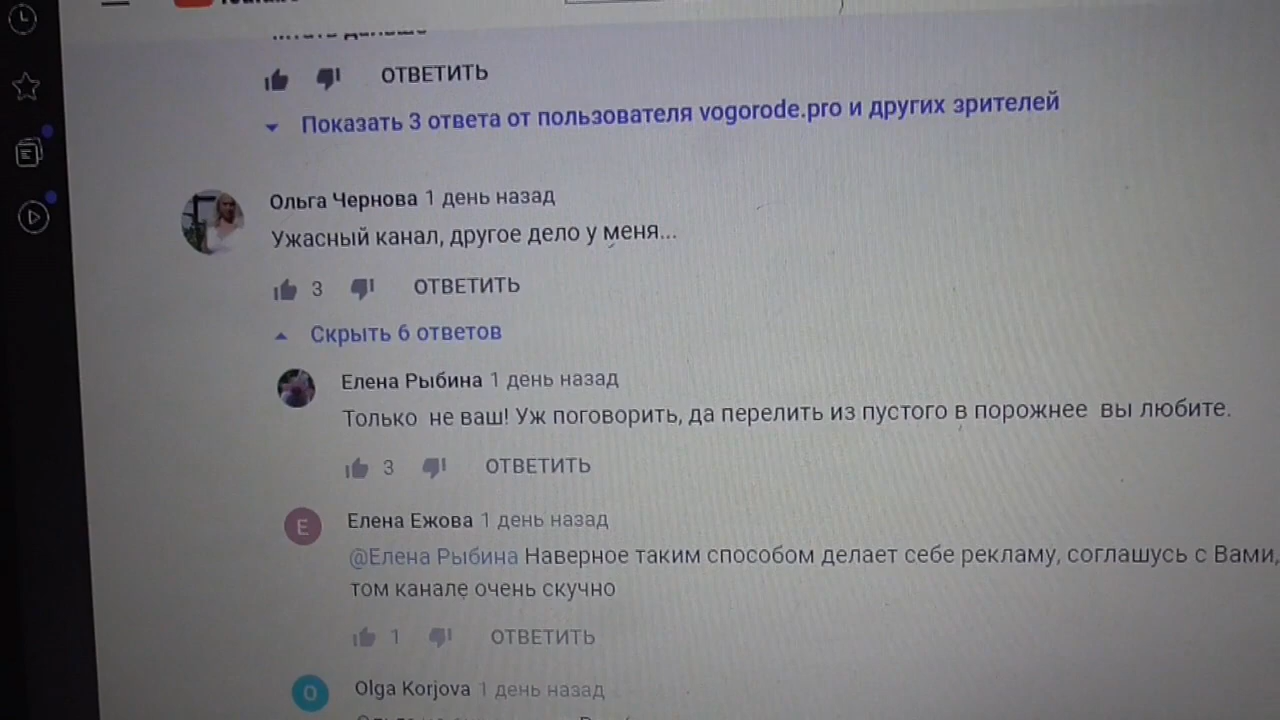 ОТВЕТИТЬ
Показать 3 ответа от пользователя vogorode.pro и других зрителей
Ольга Чернова 1 день назад
Ужасный канал, другое дело у меня...
3 ОТВЕТИТЬ
Скрыть 6 ответов
Елена Рыбина 1 день назад
Только не ваш! Уж поговорить, да перелить из пустого в порожнее вы любите.
3 ОТВЕТИТЬ
E
Елена Ежова 1 день назад
@Елена Рыбина Наверное таким способом делает себе рекламу, соглашусь с Вами,
том канале очень скучно
1 ОТВЕТИТЬ
O
Olga Korjova 1 день назад